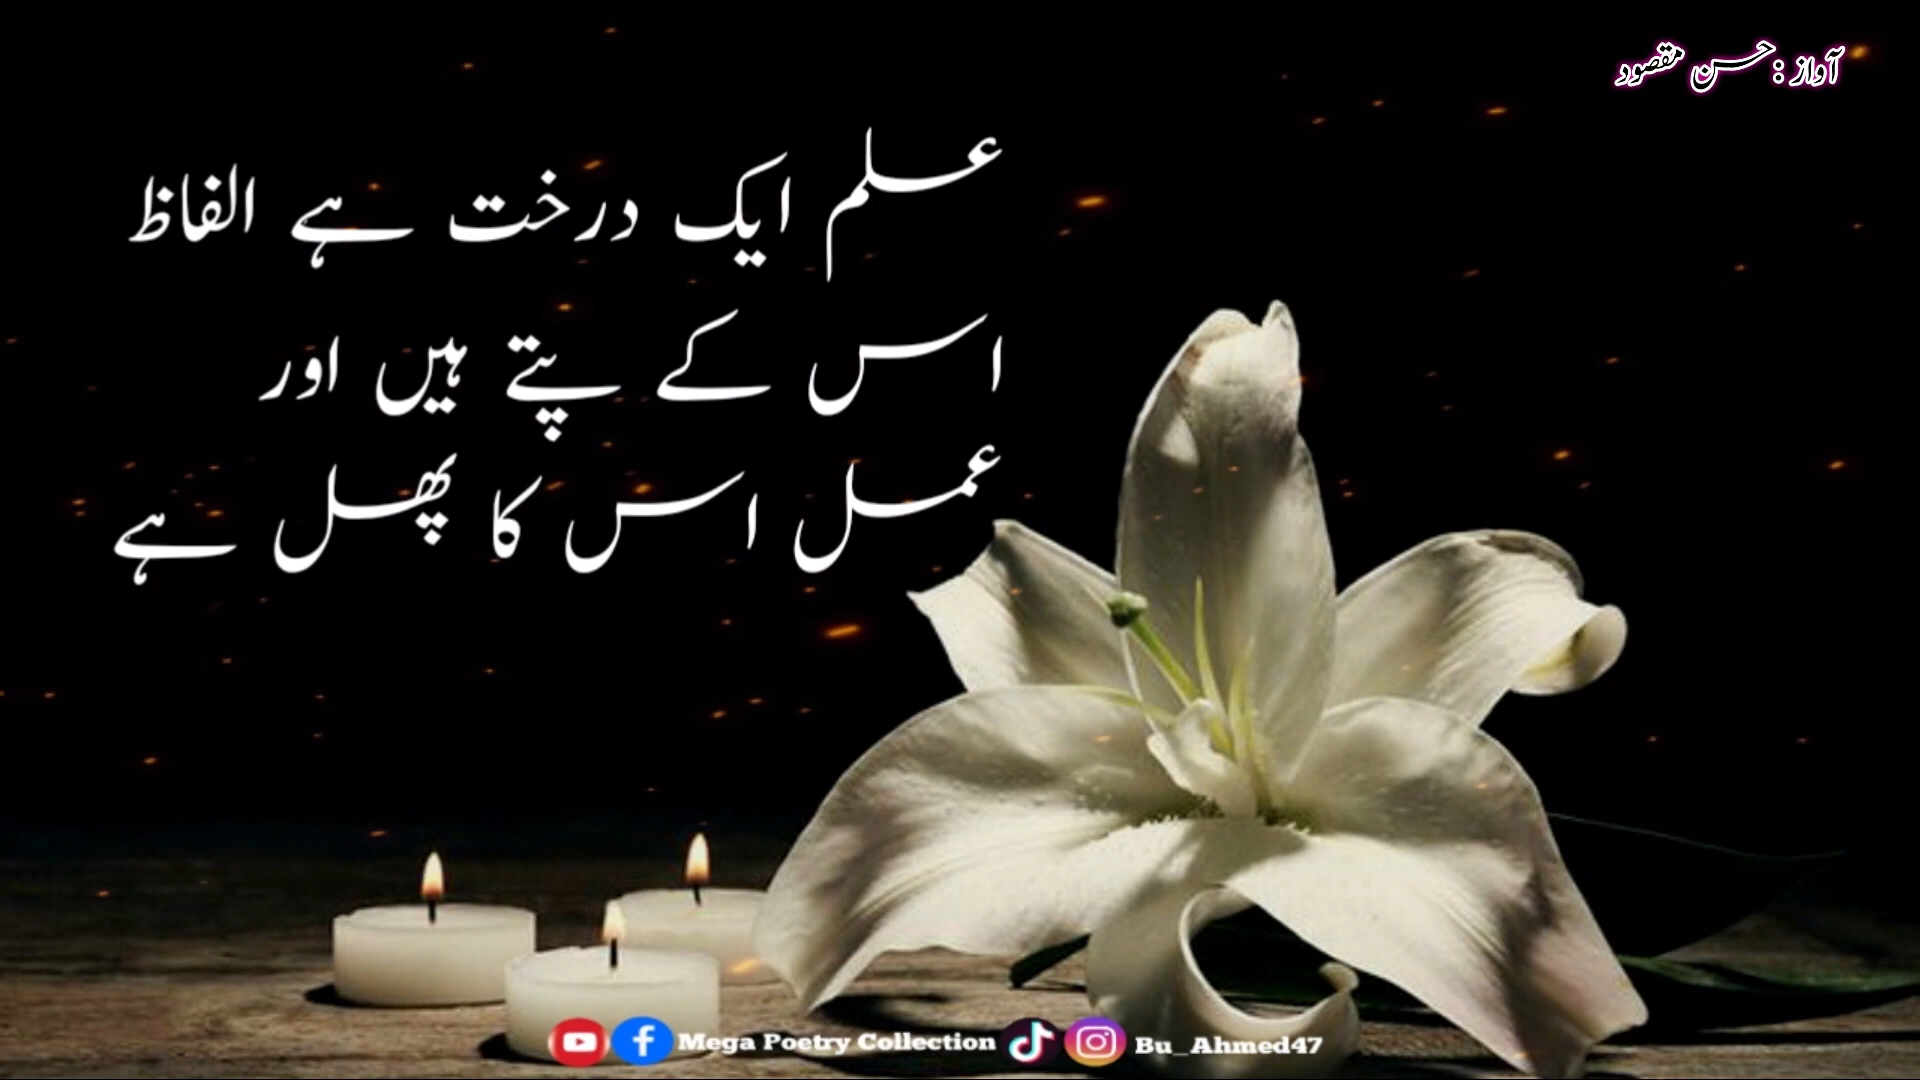 آواز : حسن مقصود
علم ایک درخت ہے الفاظ
اس کے پتے ہیں اور
عمل اس کا پھل ہے
Mega Poetry Collection Bu_Ahmed47